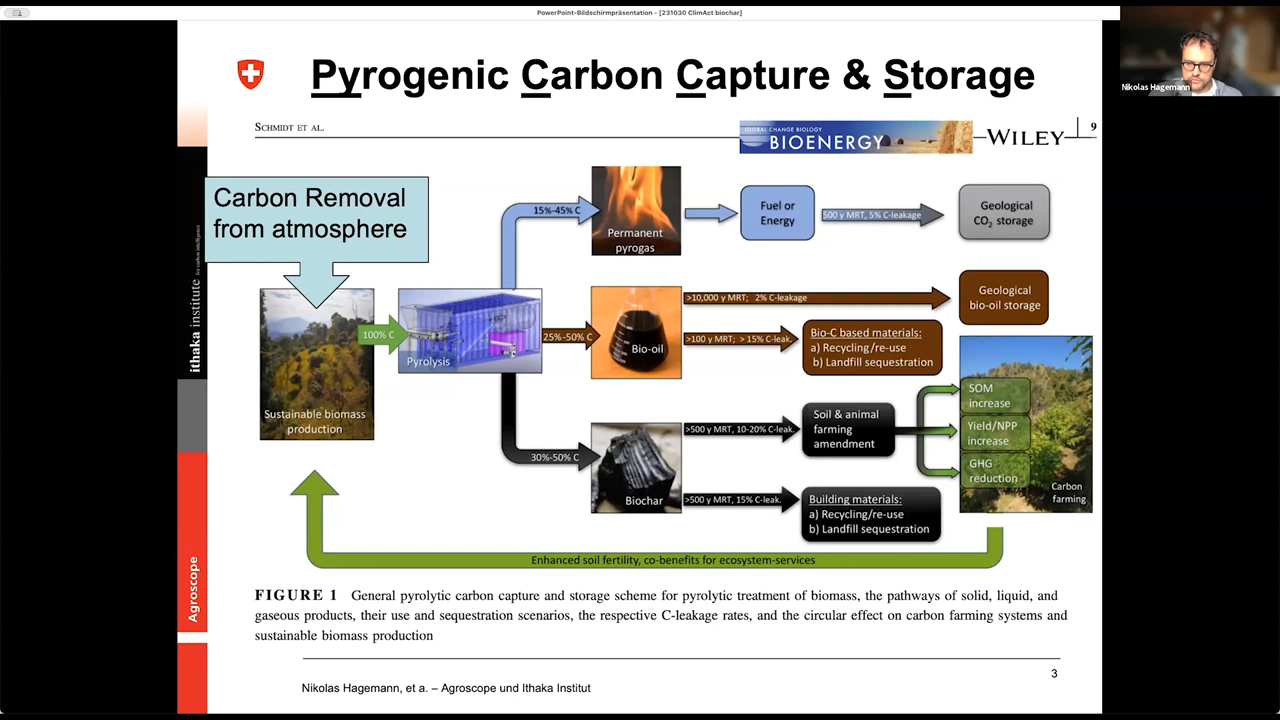 PowerPoint-Bildschirmpräsentation - [231030 ClimAct biochar]
Nikolas Hagemann
Pyrogenic Carbon Capture & Storage
SCHMIDT ET AL.
GLOBAL CHANGE BIOLOGY
BIOENERGY
WILEY
9
Carbon Removal
from atmosphere
ithaka institute
for carbon intelligence
Agroscope
Sustainable biomass
production
100% C
Pyrolysis
15%-45% C
Permanent
pyrogas
Fuel or
Energy
500 y MRT, 5% C-leakage
Geological
CO2 storage
25%-50% C
Bio-oil
>10,000 y MRT; 2% C-leakage
Geological
bio-oil storage
>100 y MRT; > 15% C-leak.
Bio-C based materials:
a) Recycling/re-use
b) Landfill sequestration
30%-50% C
Biochar
>500 y MRT, 10-20% C-leak.
Soil & animal
farming
amendment
SOM
increase
Yield/NPP
increase
GHG
reduction
Carbon
farming
>500 y MRT, 15% C-leak.
Building materials:
a) Recycling/re-use
b) Landfill sequestration
Enhanced soil fertility, co-benefits for ecosystem-services
FIGURE 1 General pyrolytic carbon capture and storage scheme for pyrolytic treatment of biomass, the pathways of solid, liquid, and
gaseous products, their use and sequestration scenarios, the respective C-leakage rates, and the circular effect on carbon farming systems and
sustainable biomass production
3
Nikolas Hagemann, et a. – Agroscope und Ithaka Institut